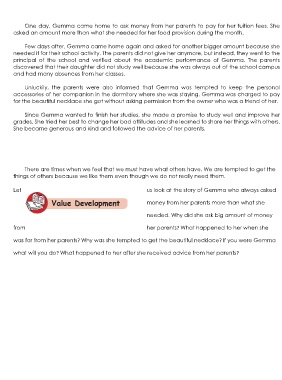 One day, Gemma came home to ask money from her parents to pay for her tuition fees. She
asked an amount more than what she needed for her food provision during the month.
Few days after, Gemma came home again and asked for another bigger amount because she
needed it for their school activity. The parents did not give her anymore, but instead, they went to the
principal of the school and verified about the academic performance of Gemma. The parents
discovered that their daughter did not study well because she was always out of the school campus
and had many absences from her classes.
Unluckily, the parents were also informed that Gemma was tempted to keep the personal
accessories of her companion in the dormitory where she was staying. Gemma was charged to pay
for the beautiful necklace she got without asking permission from the owner who was a friend of her.
Since Gemma wanted to finish her studies, she made a promise to study well and improve her
grades. She tried her best to change her bad attitudes and she learned to share her things with others.
She became generous and kind and followed the advice of her parents.
There are times when we feel that we must have what others have. We are tempted to get the
things of others because we like them even though we do not really need them.
Let us look at the story of Gemma who always asked
Value Development
money from her parents more than what she
needed. Why did she ask big amount of money
from her parents? What happened to her when she
was far from her parents? Why was she tempted to get the beautiful necklace? If you were Gemma
what will you do? What happened to her after she received advice from her parents?